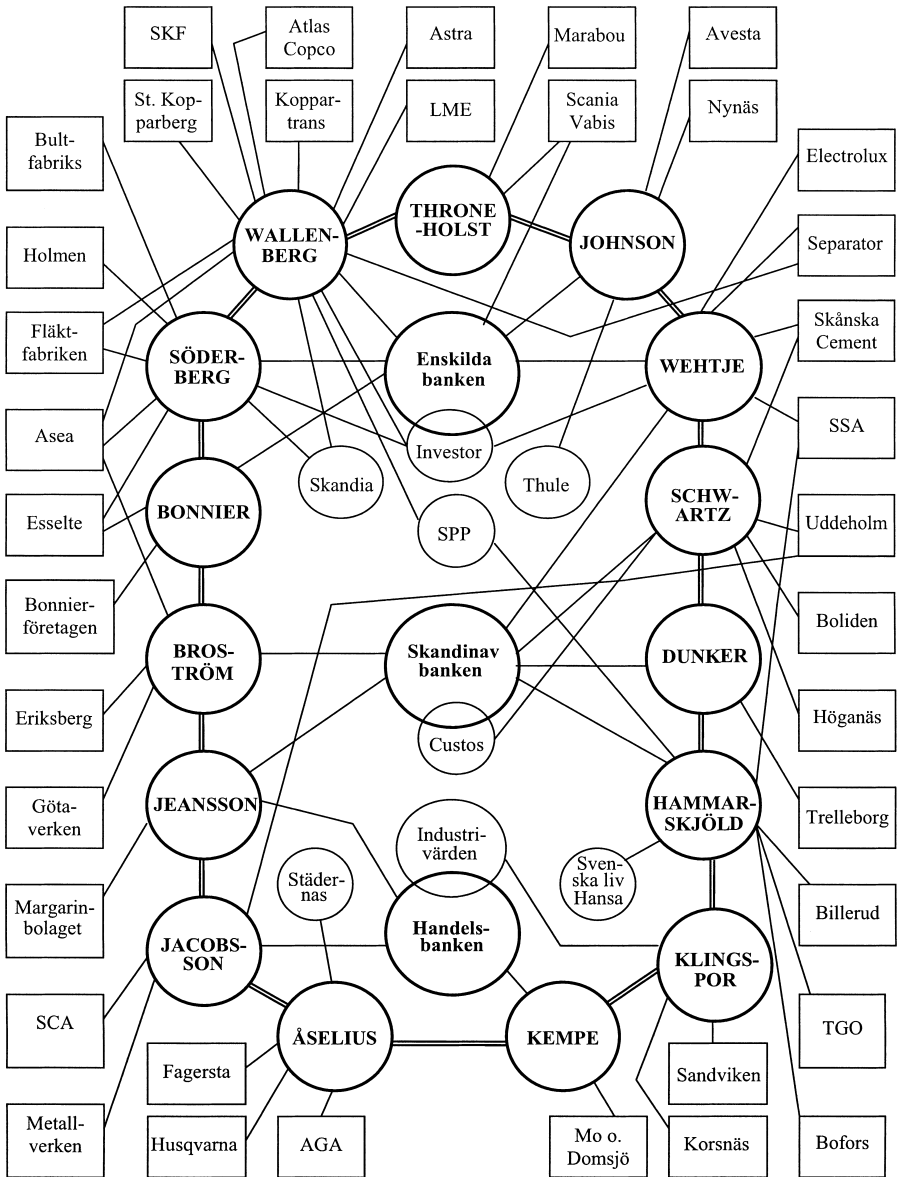 SKF
Atlas
Copco
Astra
Marabou
Avesta
St. Kop-
parberg
Koppar-
trans
LME
Scania
Vabis
Nynäs
Bult-
fabriks
Electrolux
THRONE
-HOLST
WALLEN-
BERG
JOHNSON
Holmen
Separator
Fläkt-
fabriken
Skånska
Cement
SÖDER-
BERG
Enskilda
banken
WEHTJE
Asea
SSA
Investor
Skandia
Thule
BONNIER
SCHW-
ARTZ
Esselte
SPP
Uddeholm
Bonnier-
företagen
Boliden
BROS-
TRÖM
Skandinav
banken
DUNKER
Eriksberg
Höganäs
Custos
Göta-
verken
JEANSSON
HAMMAR-
SKJÖLD
Trelleborg
Industri-
värden
Städer-
nas
Sven-
ska liv
Hansa
Margarin-
bolaget
Billerud
Handels-
banken
JACOBS-
SON
KLINGS-
POR
SCA
TGO
ÅSELIUS
KEMPE
Fagersta
Sandviken
Metall-
verken
Husqvarna
AGA
Mo o.
Domsjö
Korsnäs
Bofors